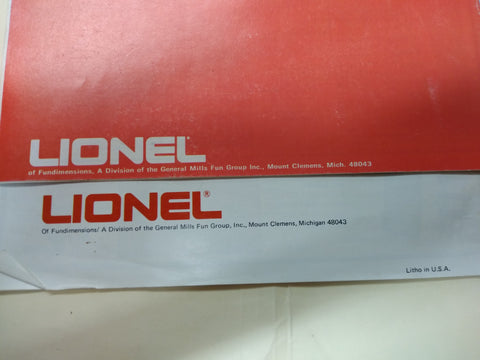 LIONEL
of Fundimensions, A Division of the General Mills Fun Group Inc., Mount Clemens, Mich. 48043
LIONEL®
Of Fundimensions/ A Division of the General Mills Fun Group, Inc., Mount Clemens, Michigan 48043
Litho in U.S.A.